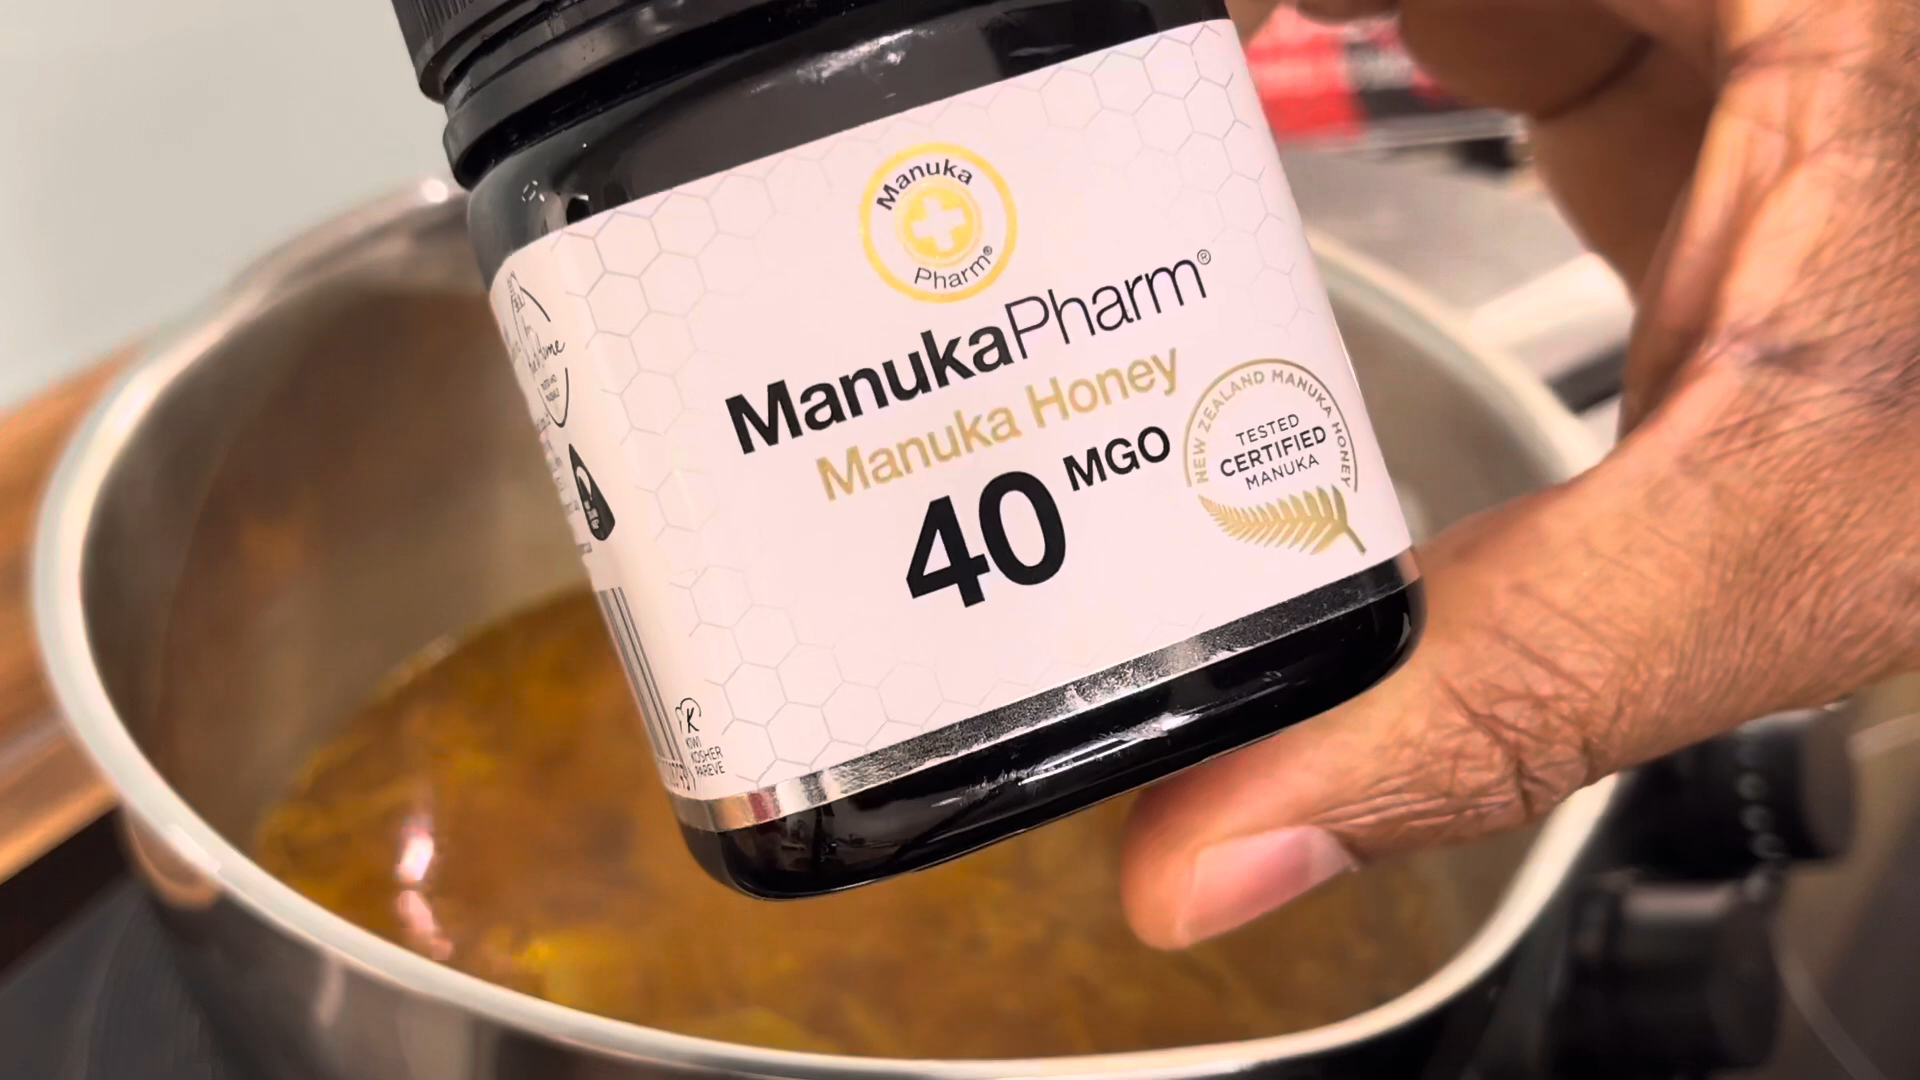 Manuka
Pharm®
ManukaPharm®
Manuka Honey
40 MGO
NEW ZEALAND MANUKA HONEY
TESTED
CERTIFIED
MANUKA
K
KIWI
KOSHER
PAREVE